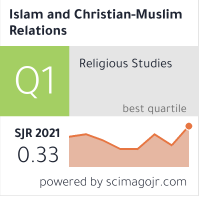 Islam and Christian-Muslim
Relations
Q1
Religious Studies
best quartile
SJR 2021
0.33
powered by scimagojr.com